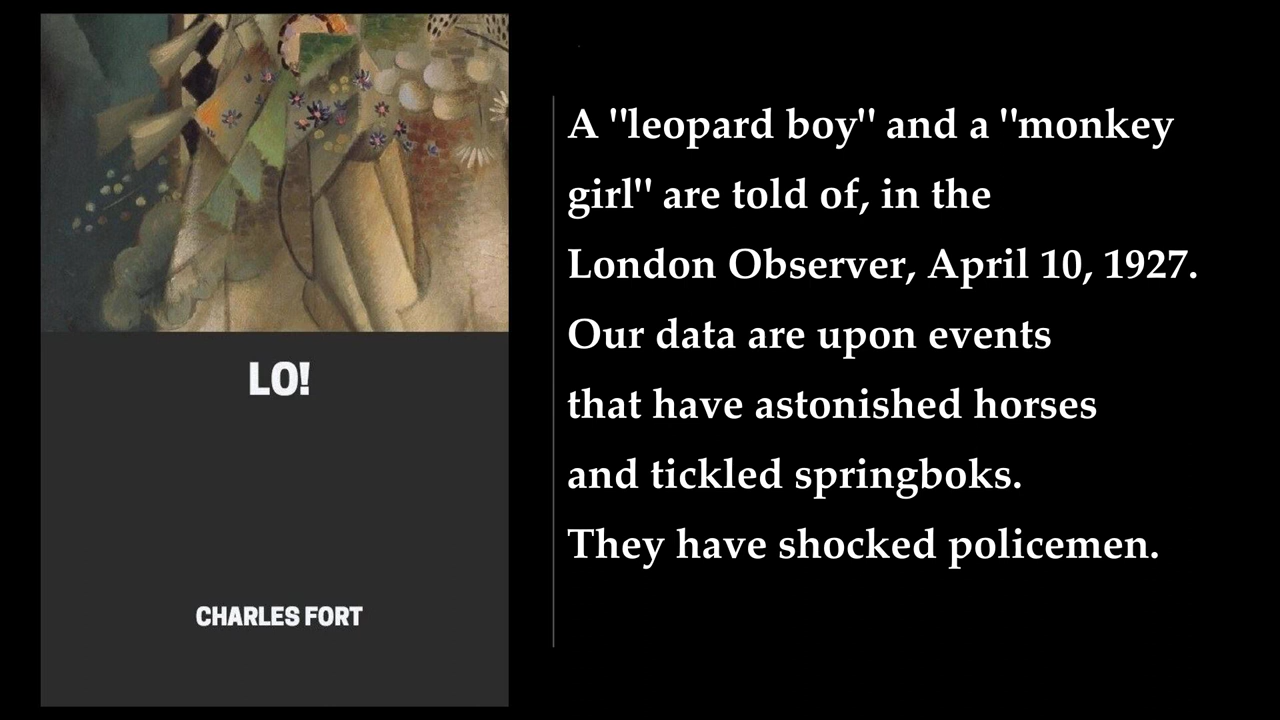 LO!
CHARLES FORT
A "leopard boy" and a "monkey
girl" are told of, in the
London Observer, April 10, 1927.
Our data are upon events
that have astonished horses
and tickled springboks.
They have shocked policemen.